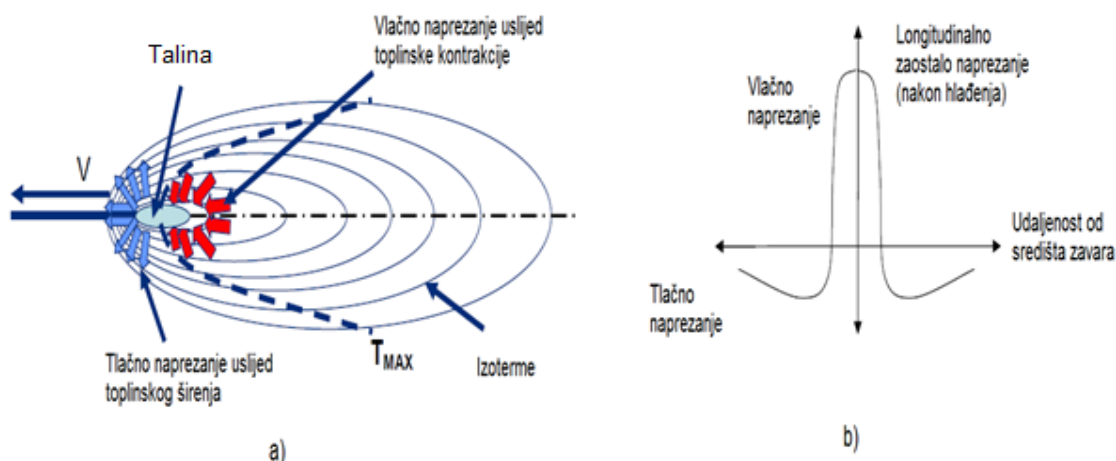 Talina
Vlačno naprezanje uslijed
toplinske kontrakcije
V
Tlačno naprezanje uslijed
toplinskog širenja
T_MAX
Izoterme
a)
Longitudinalno
zaostalo naprezanje
(nakon hlađenja)
Vlačno
naprezanje
Udaljenost od
središta zavara
Tlačno
naprezanje
b)